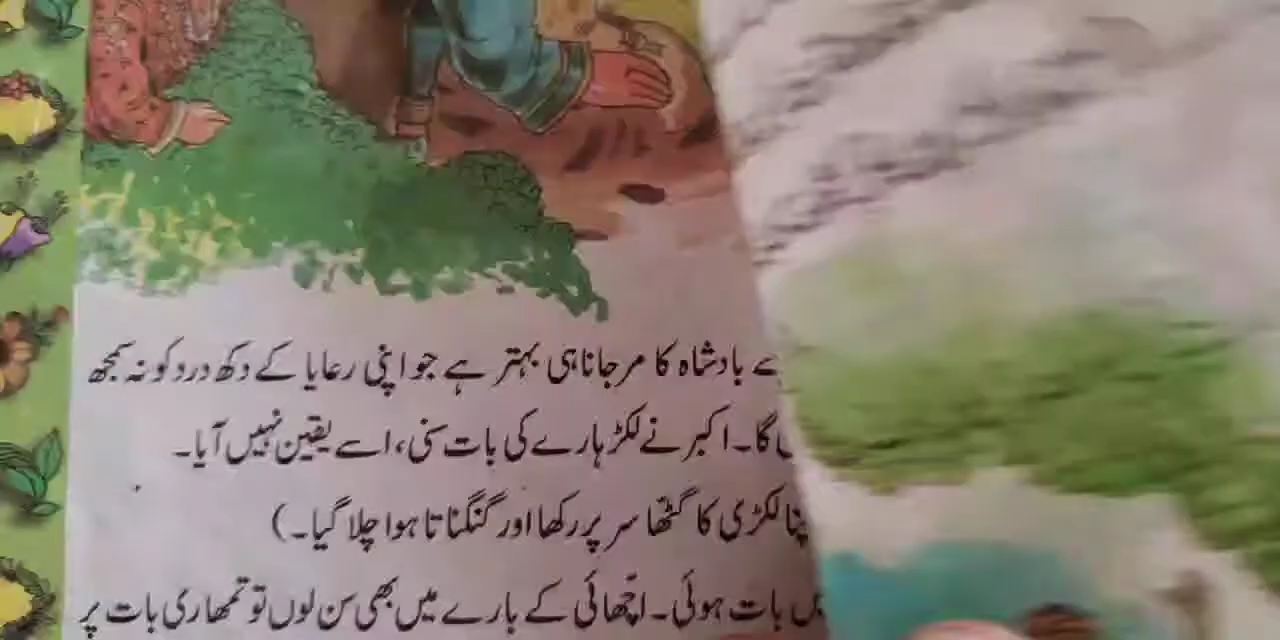 بادشاہ کا مر جانا ہی بہتر ہے جو اپنی رعایا کے دکھ درد کو نہ سمجھ
گا۔ اکبر نے لکڑہارے کی بات سنی، اسے یقین نہیں آیا۔
لکڑی کا گٹھا سر پر رکھا اور گنگناتا ہوا چلا گیا۔)
بات ہوئی۔ اچھائی کے بارے میں بھی سن لوں تو تمھاری بات پر